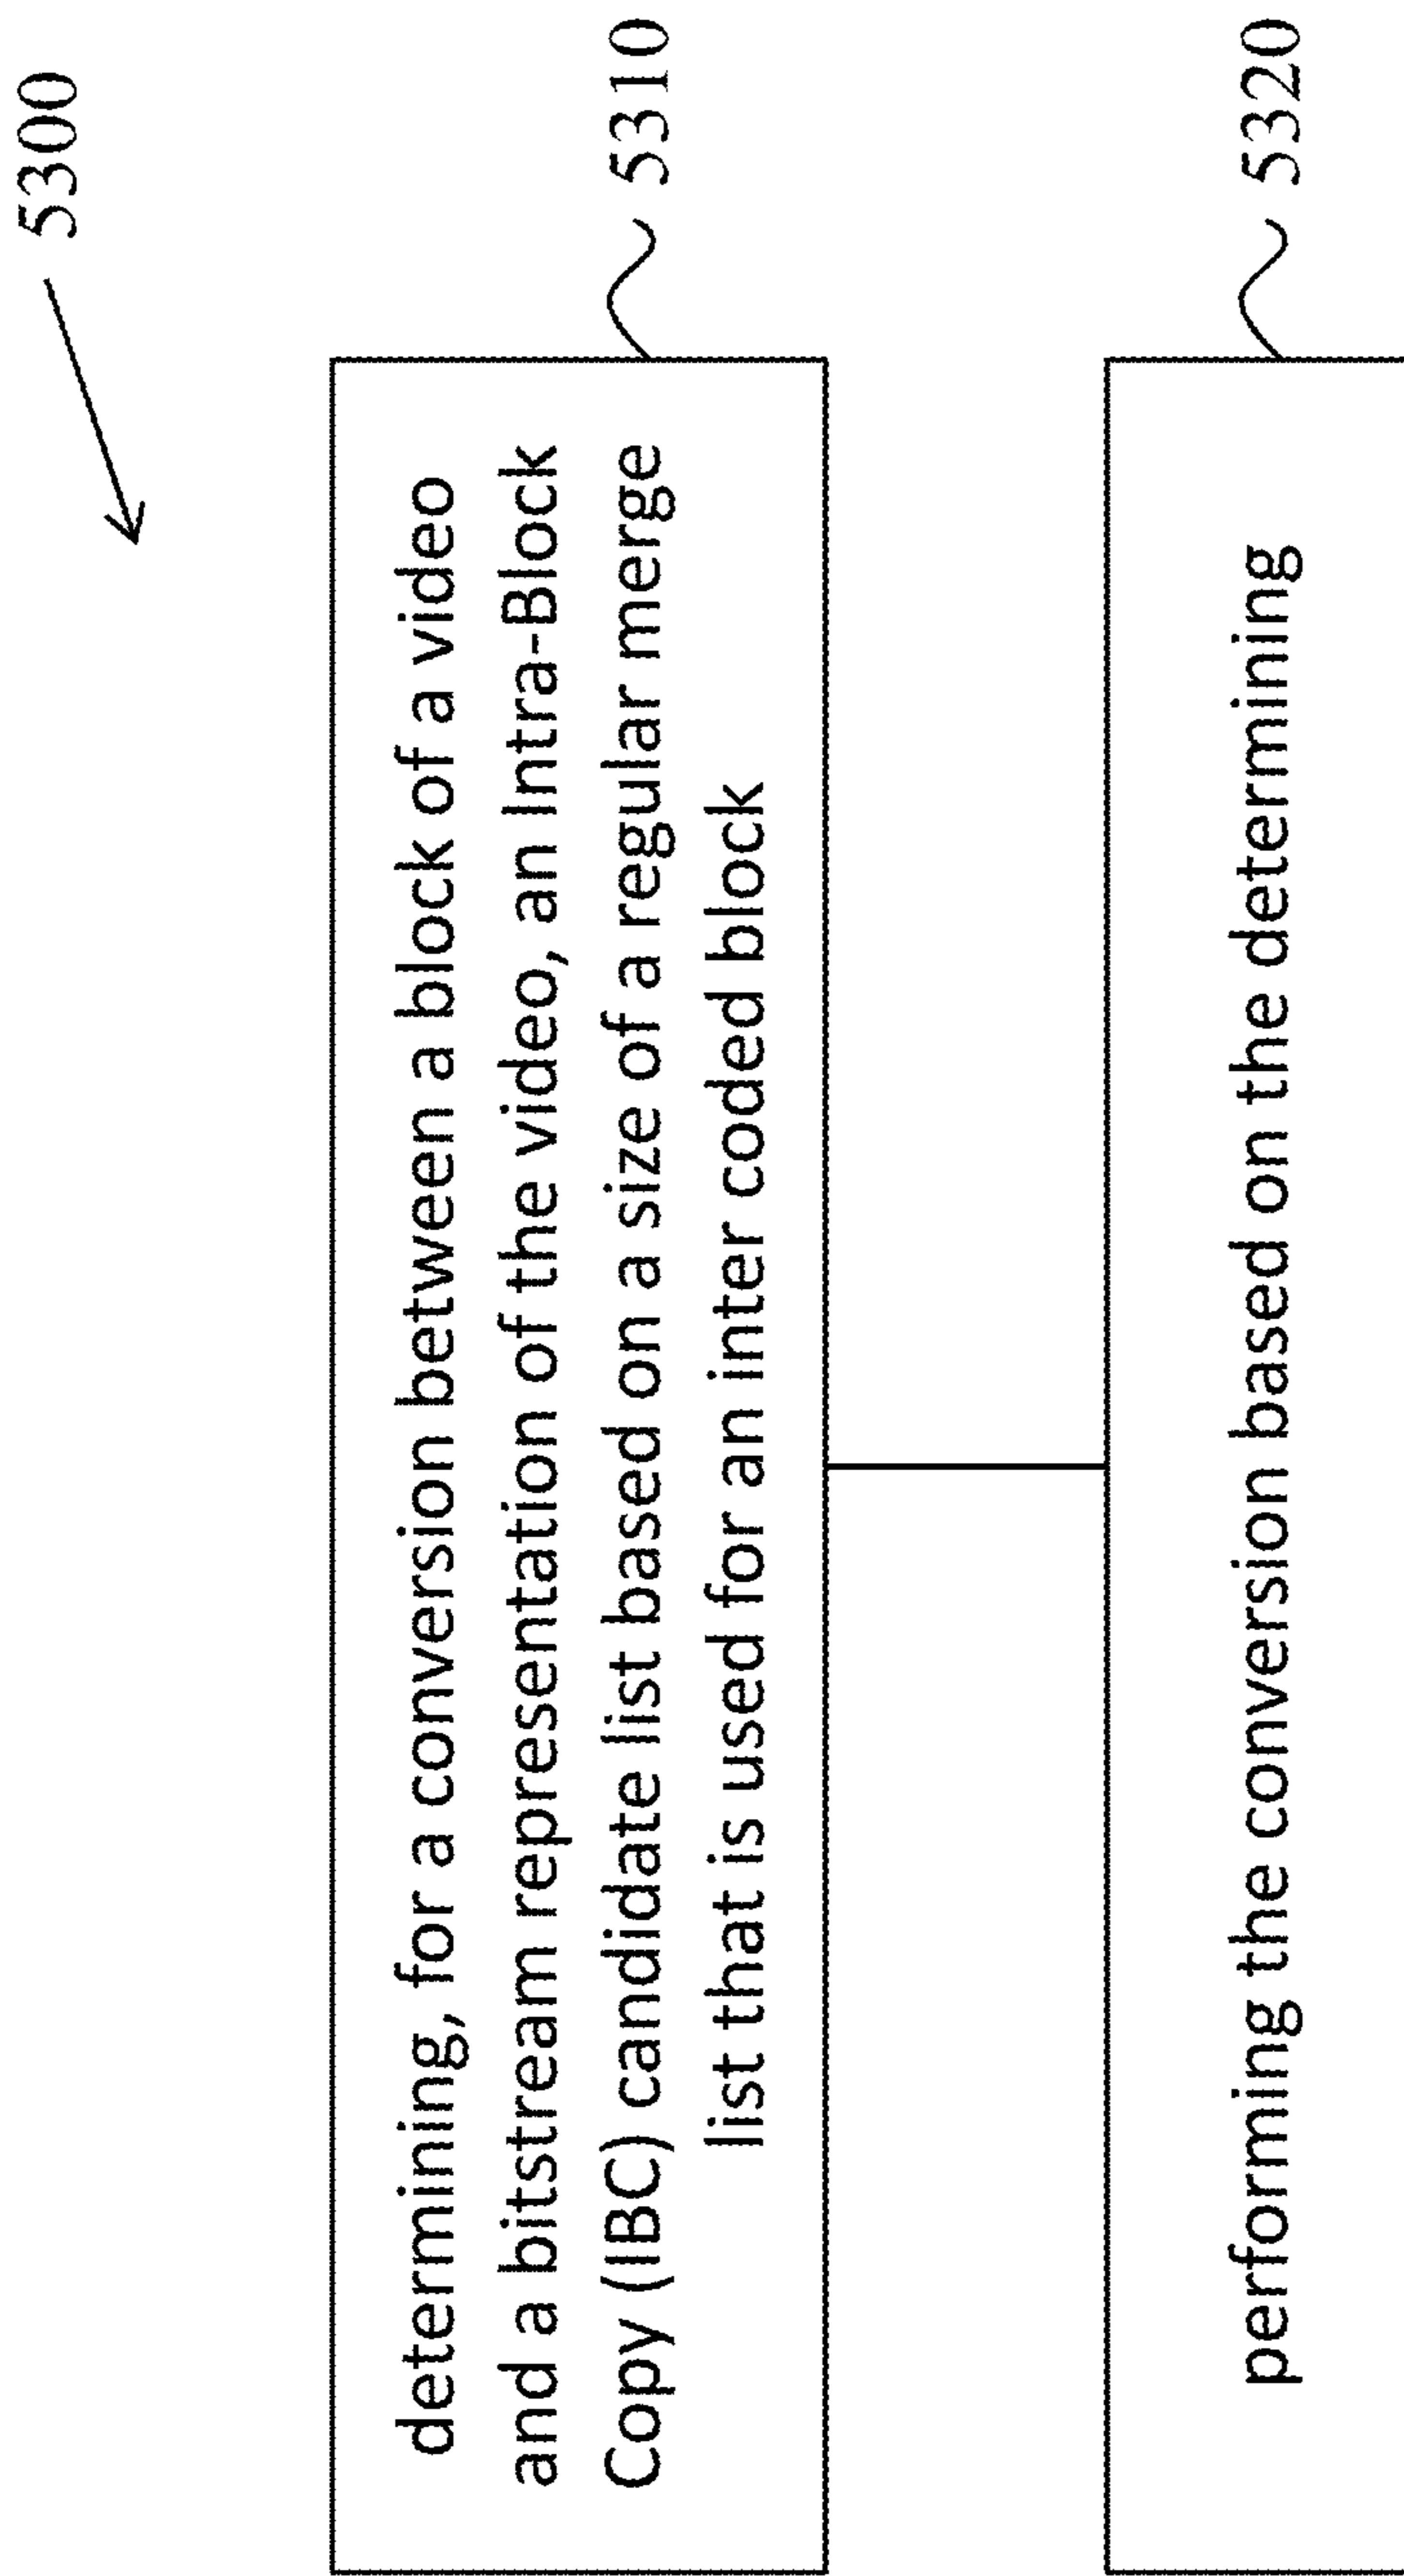 5300
determining, for a conversion between a block of a video
and a bitstream representation of the video, an Intra-Block
Copy (IBC) candidate list based on a size of a regular merge
list that is used for an inter coded block
5310
performing the conversion based on the determining
5320